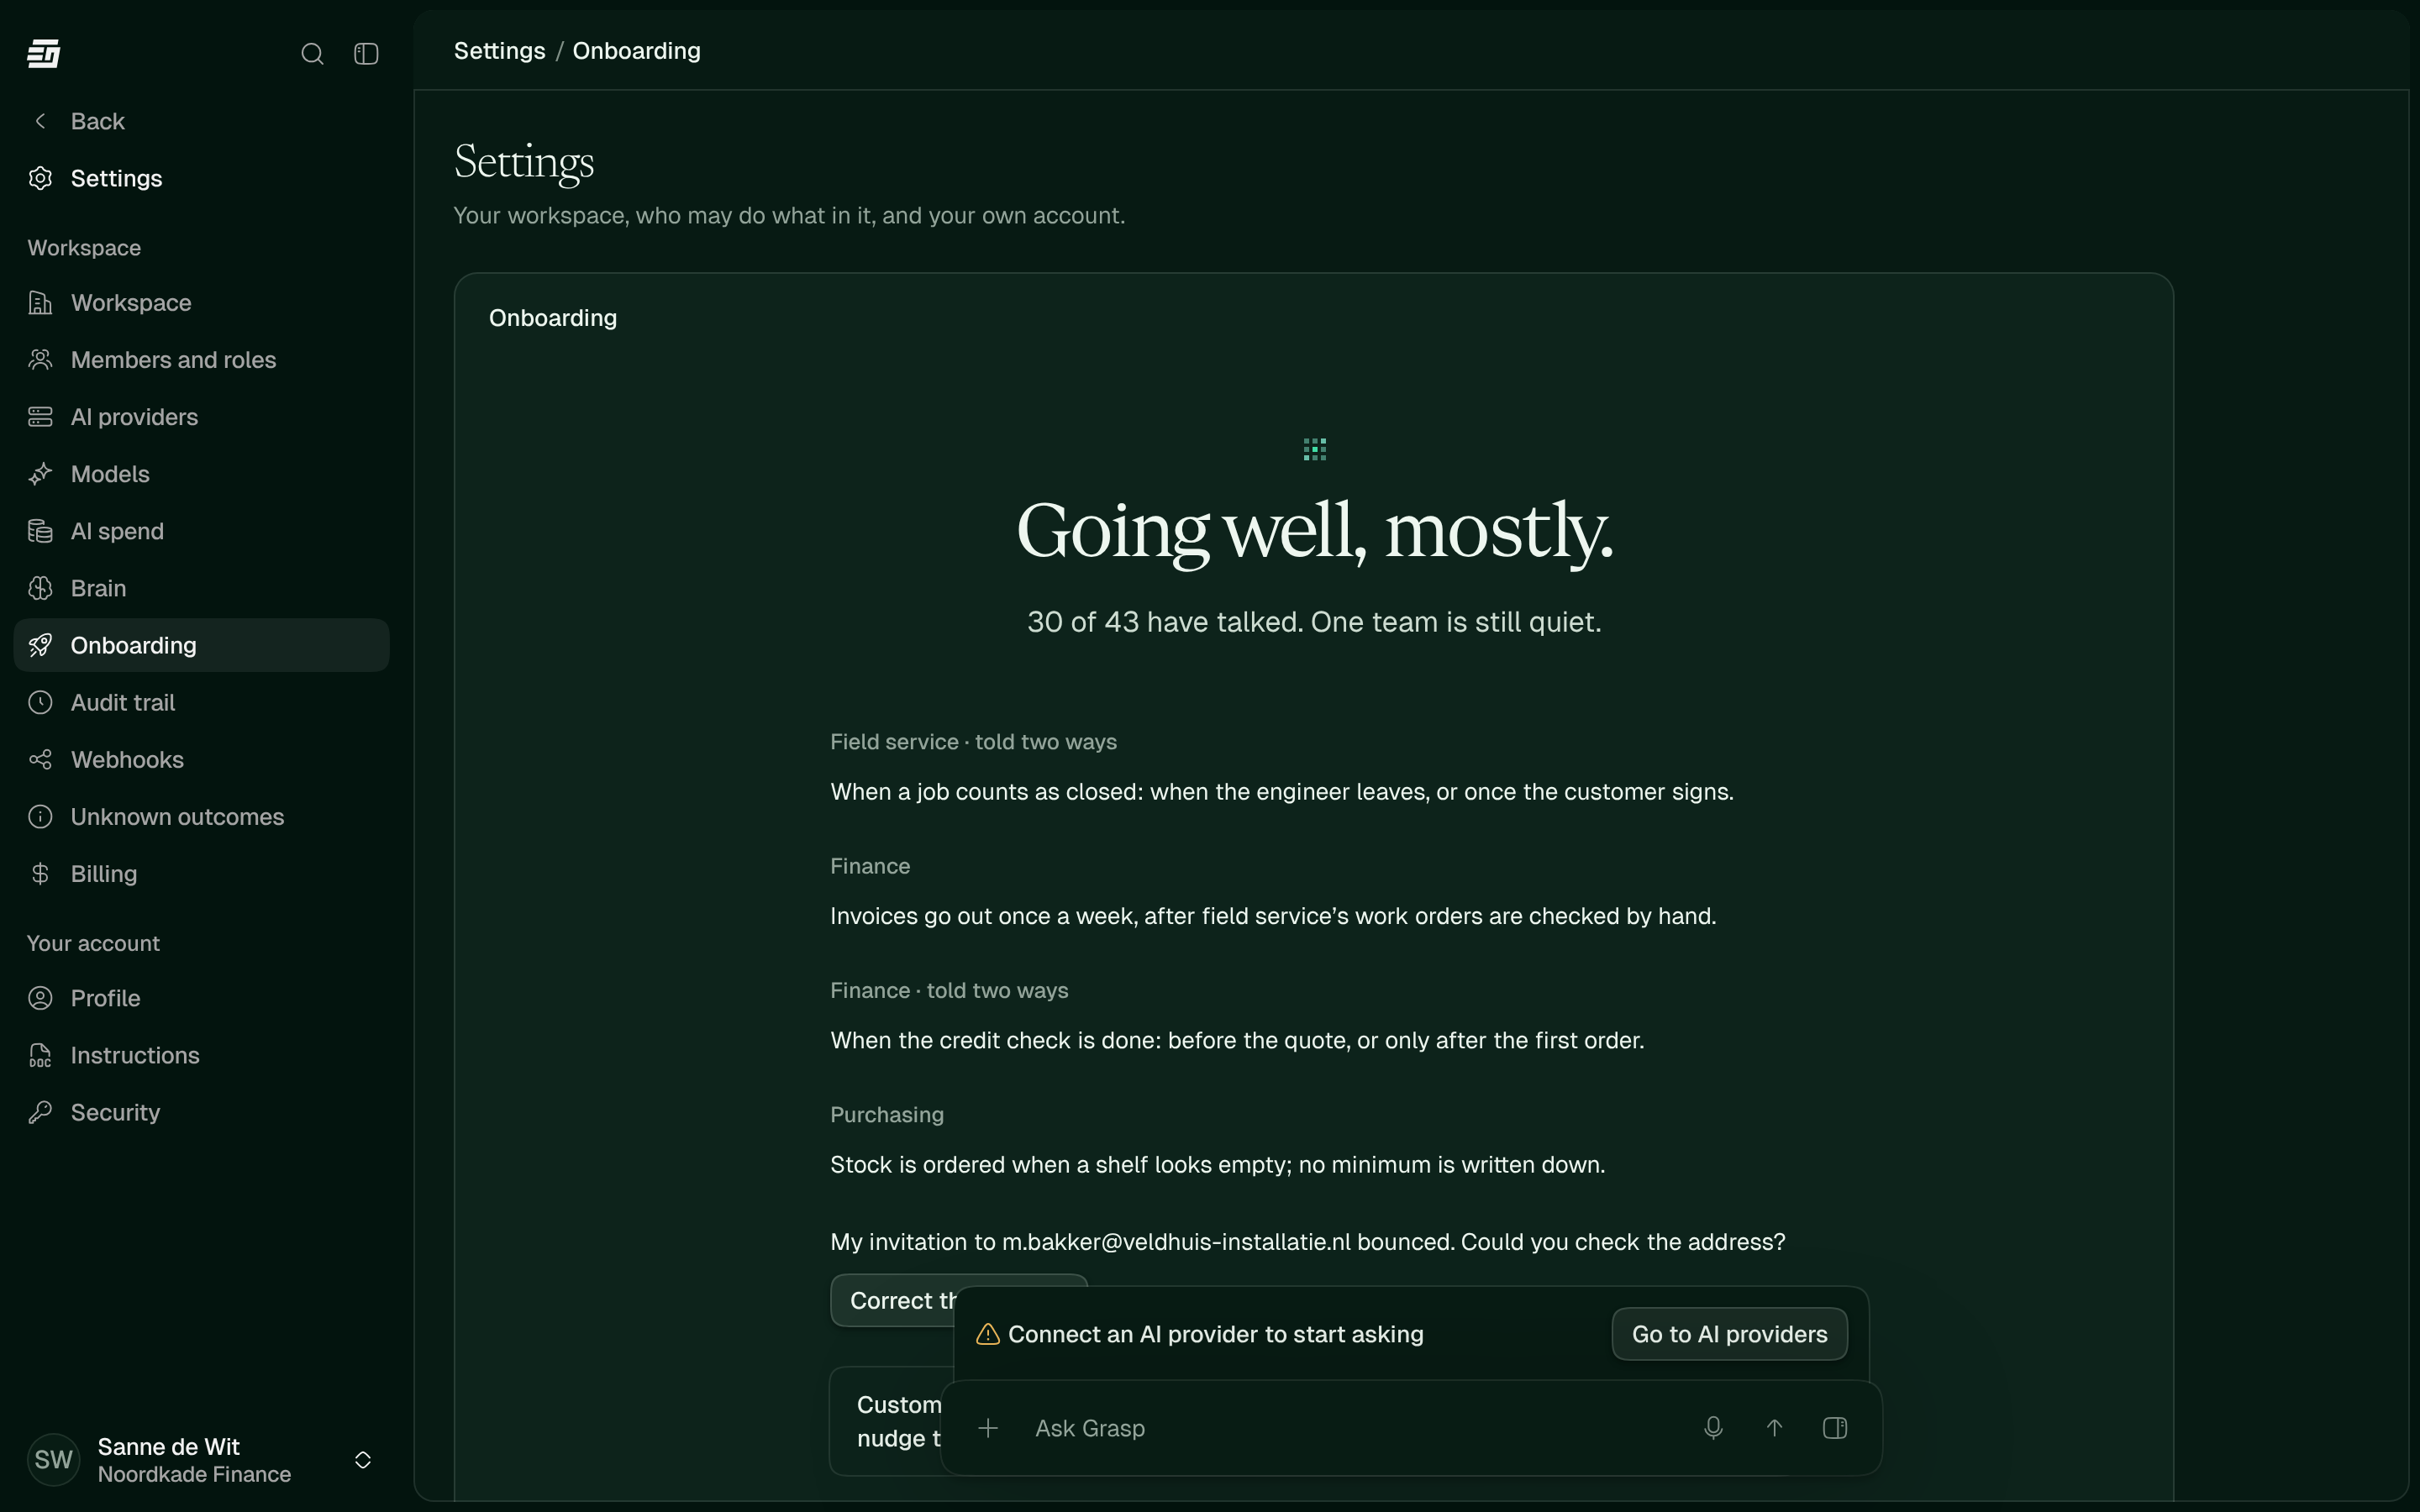 Back
Settings
Workspace
Workspace
Members and roles
AI providers
Models
AI spend
Brain
Onboarding
Audit trail
Webhooks
Unknown outcomes
Billing
Your account
Profile
Instructions
Security
SW
Sanne de Wit
Noordkade Finance
Settings / Onboarding
Settings
Your workspace, who may do what in it, and your own account.
Onboarding
Going well, mostly.
30 of 43 have talked. One team is still quiet.
Field service · told two ways
When a job counts as closed: when the engineer leaves, or once the customer signs.
Finance
Invoices go out once a week, after field service’s work orders are checked by hand.
Finance · told two ways
When the credit check is done: before the quote, or only after the first order.
Purchasing
Stock is ordered when a shelf looks empty; no minimum is written down.
My invitation to m.bakker@veldhuis-installatie.nl bounced. Could you check the address?
Correct
Connect an AI provider to start asking
Go to AI providers
nudge
Ask Grasp